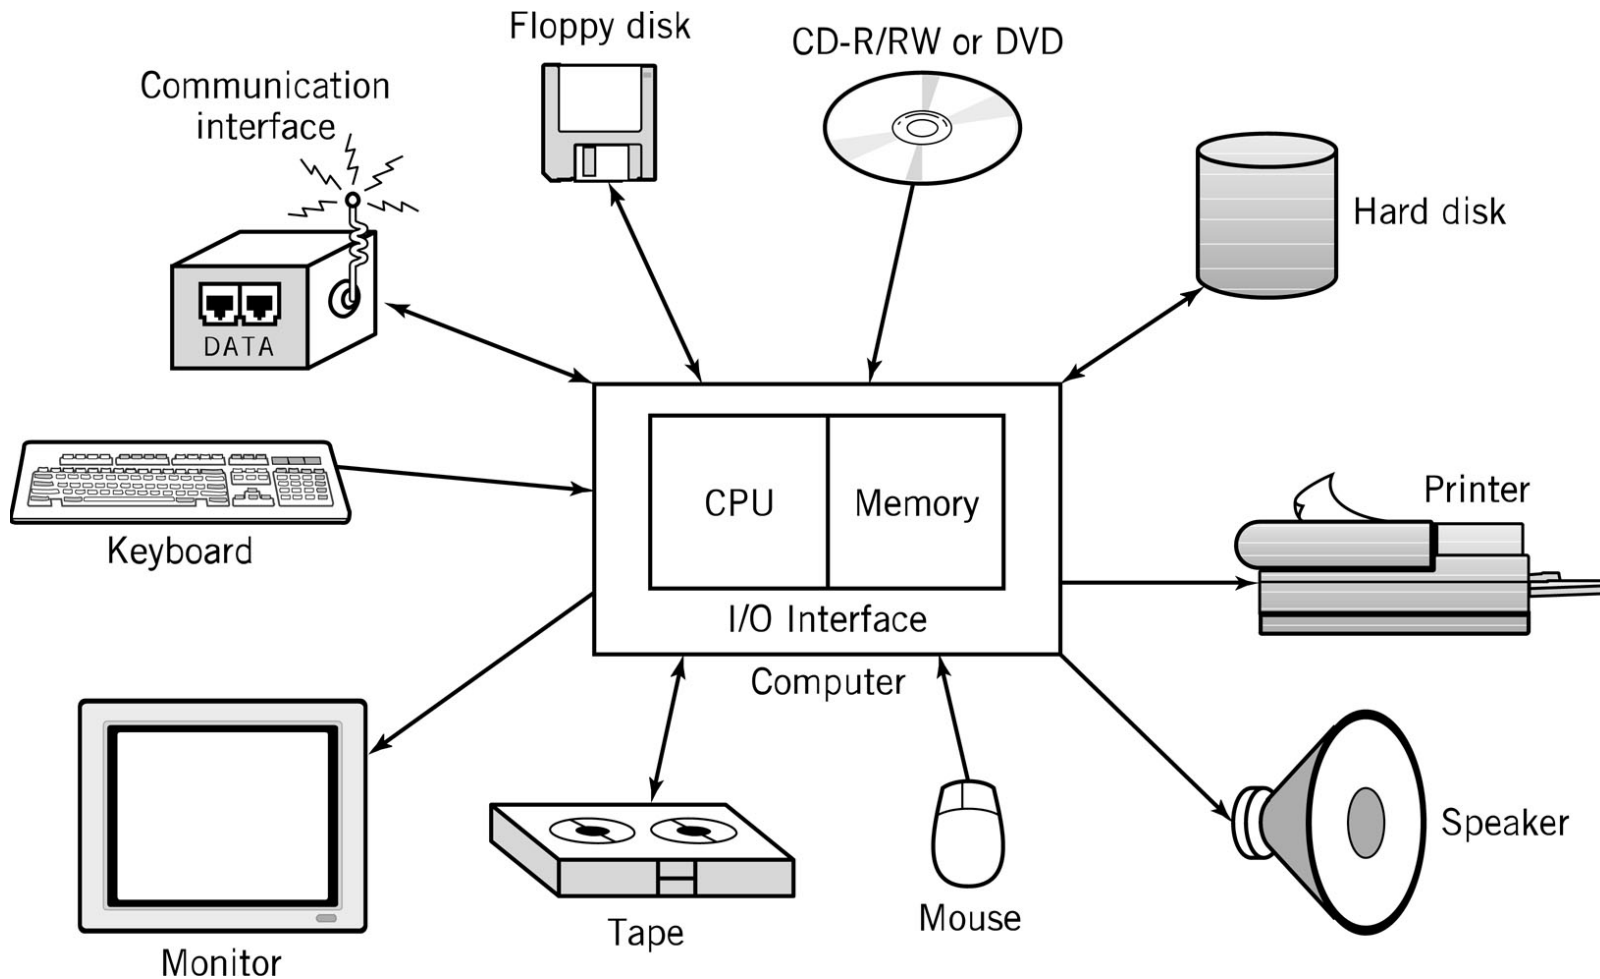 Floppy disk
CD-R/RW or DVD
Communication
interface
Hard disk
DATA
Keyboard
CPU
Memory
Printer
I/O Interface
Computer
Speaker
Mouse
Tape
Monitor